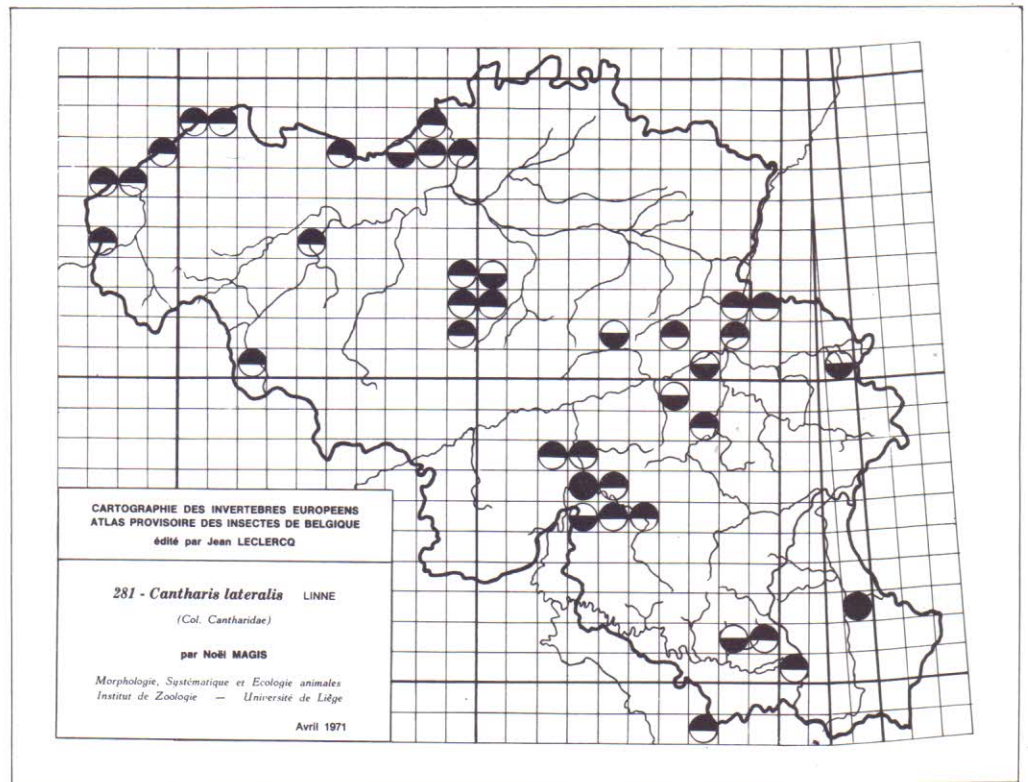 CARTOGRAPHIE DES INVERTEBRES EUROPEENS
ATLAS PROVISOIRE DES INSECTES DE BELGIQUE
édité par Jean LECLERCQ
281 - Cantharis lateralis LINNE
(Col. Cantharidae)
par Noël MAGIS
Morphologie, Systématique et Ecologie animales
Institut de Zoologie — Université de Liège
Avril 1971